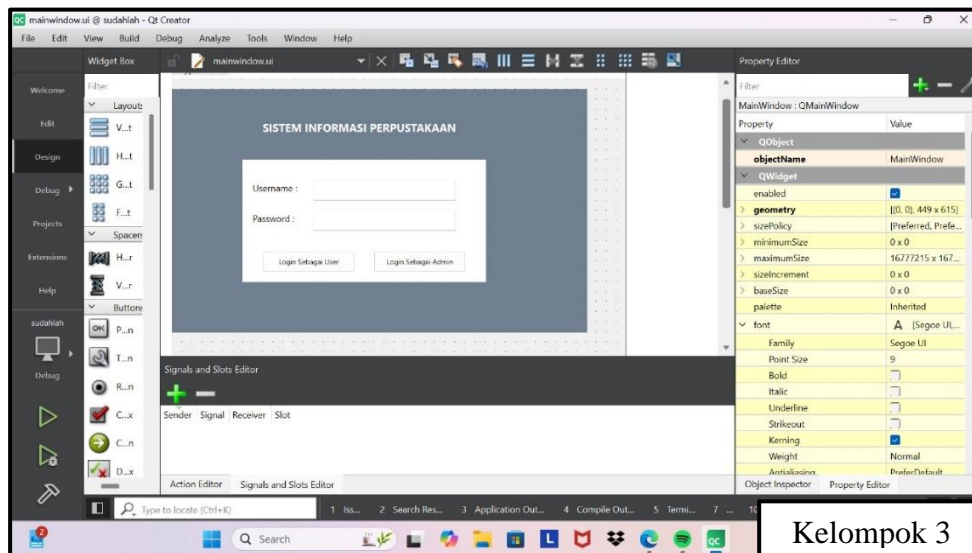 mainwindow.ui @ sudahlah - Qt Creator
File Edit View Build Debug Analyze Tools Window Help
Widget Box
mainwindow.ui
Property Editor
Welcome
Edit
Design
Debug
Projects
Extensions
Help
sudahlah
Debug
Filter
Layouts
V...t
H...t
G...t
F...t
Spacers
H...r
V...r
Buttons
OK P...n
T...n
R...n
C...x
C...n
D...x
SISTEM INFORMASI PERPUSTAKAAN
Username :
Password :
Login Sebagai User Login Sebagai Admin
Signals and Slots Editor
Sender Signal Receiver Slot
Action Editor Signals and Slots Editor
Filter
MainWindow : QMainWindow
Property Value
QObject
objectName MainWindow
QWidget
enabled
geometry [(0, 0), 449 x 615]
sizePolicy [Preferred, Prefe...
minimumSize 0 x 0
maximumSize 16777215 x 167...
sizeIncrement 0 x 0
baseSize 0 x 0
palette Inherited
font A [Segoe UI,...
Family Segoe UI
Point Size 9
Bold
Italic
Underline
Strikeout
Kerning
Weight Normal
Antialiasing PreferDefault
Object Inspector Property Editor
Type to locate (Ctrl+K) 1 Iss... 2 Search Res... 3 Application Out... 4 Compile Out... 5 Termi... 7 ... 10
Search
Kelompok 3